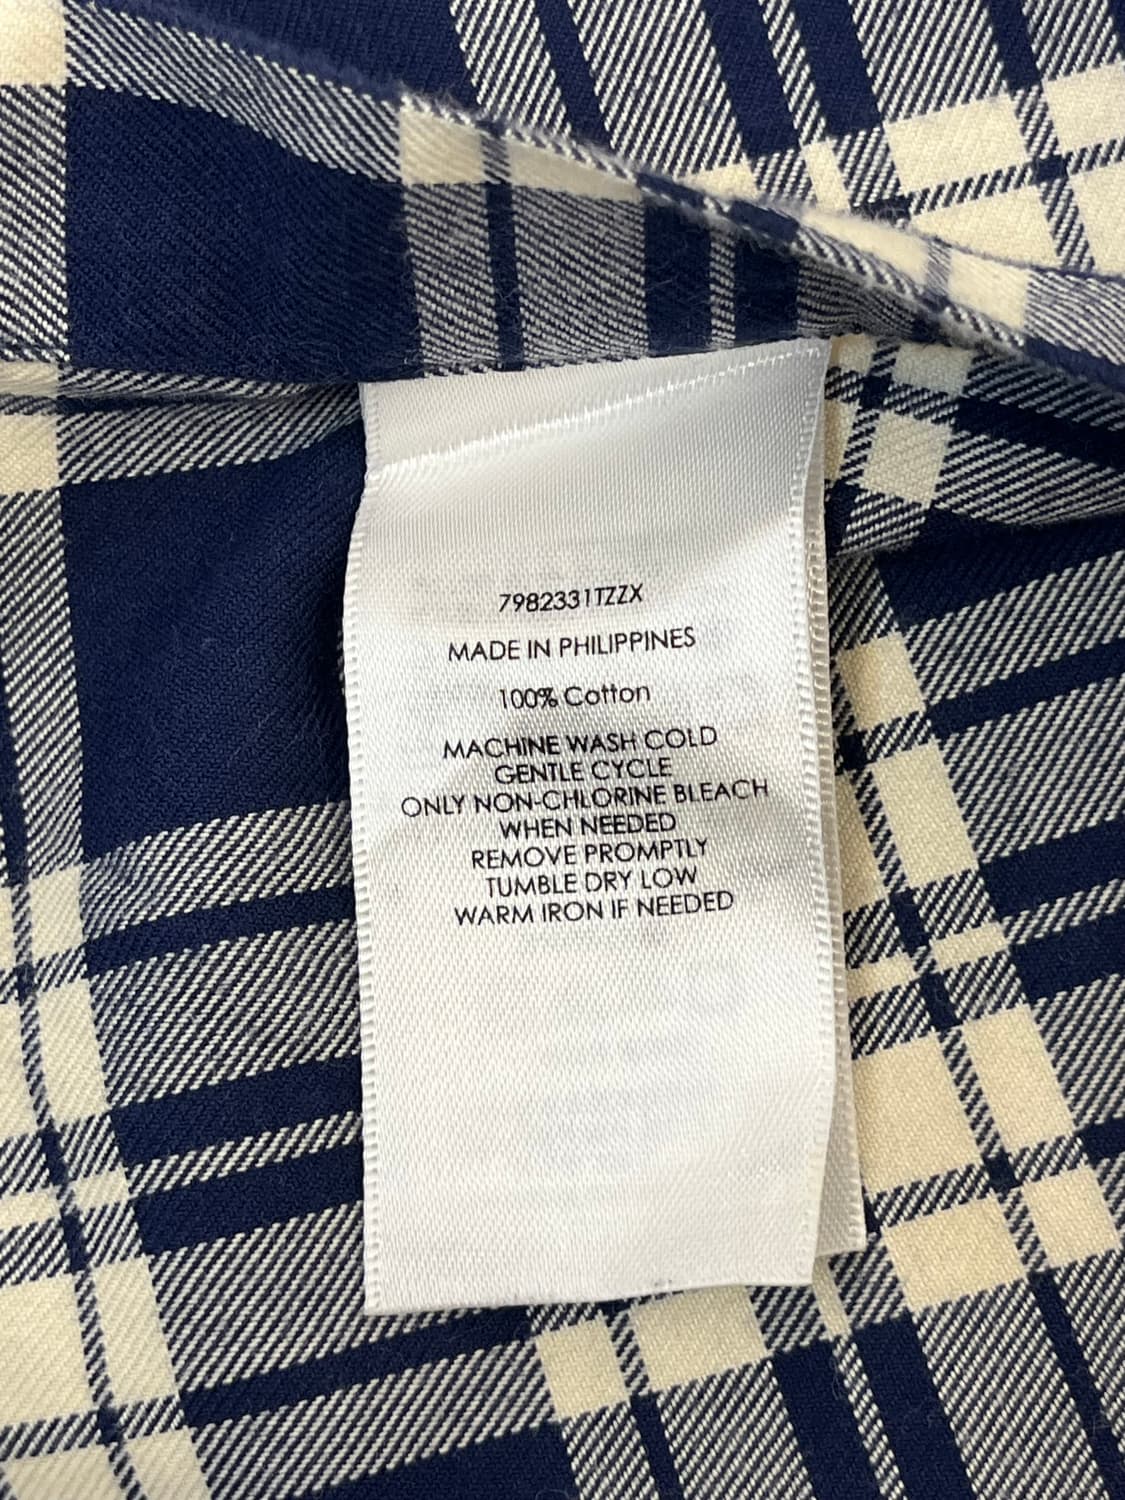 7982331TZZX
MADE IN PHILIPPINES
100% Cotton
MACHINE WASH COLD
GENTLE CYCLE
ONLY NON-CHLORINE BLEACH
WHEN NEEDED
REMOVE PROMPTLY
TUMBLE DRY LOW
WARM IRON IF NEEDED